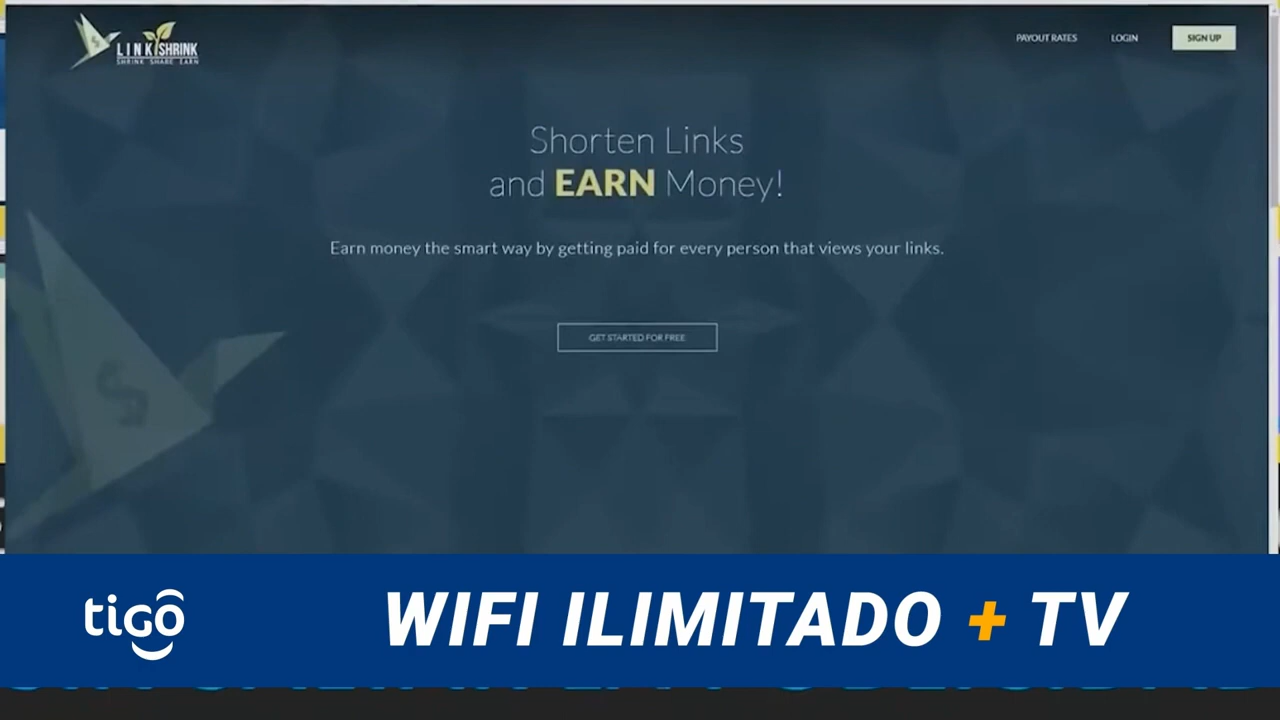 LINKSHRINK
SHRINK SHARE EARN
PAYOUT RATES
LOGIN
SIGN UP
Shorten Links
and EARN Money!
Earn money the smart way by getting paid for every person that views your links.
GET STARTED FOR FREE
$
tigo
WIFI ILIMITADO + TV